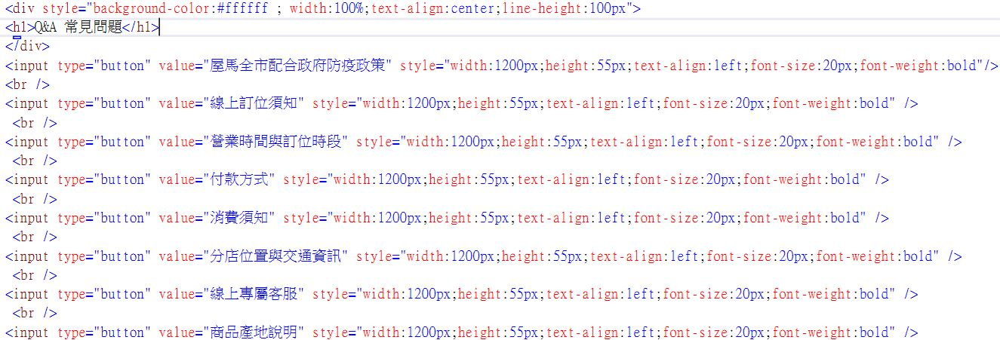 <div style="background-color:#ffffff ; width:100%;text-align:center;line-height:100px">
<h1>Q&A 常見問題</h1>
</div>
<input type="button" value="屋馬全市配合政府防疫政策" style="width:1200px;height:55px;text-align:left;font-size:20px;font-weight:bold"/>
<br />
<input type="button" value="線上訂位須知" style="width:1200px;height:55px;text-align:left;font-size:20px;font-weight:bold" />
<br />
<input type="button" value="營業時間與訂位時段" style="width:1200px;height:55px;text-align:left;font-size:20px;font-weight:bold" />
<br />
<input type="button" value="付款方式" style="width:1200px;height:55px;text-align:left;font-size:20px;font-weight:bold" />
<br />
<input type="button" value="消費須知" style="width:1200px;height:55px;text-align:left;font-size:20px;font-weight:bold" />
<br />
<input type="button" value="分店位置與交通資訊" style="width:1200px;height:55px;text-align:left;font-size:20px;font-weight:bold" />
<br />
<input type="button" value="線上專屬客服" style="width:1200px;height:55px;text-align:left;font-size:20px;font-weight:bold" />
<br />
<input type="button" value="商品產地說明" style="width:1200px;height:55px;text-align:left;font-size:20px;font-weight:bold" />